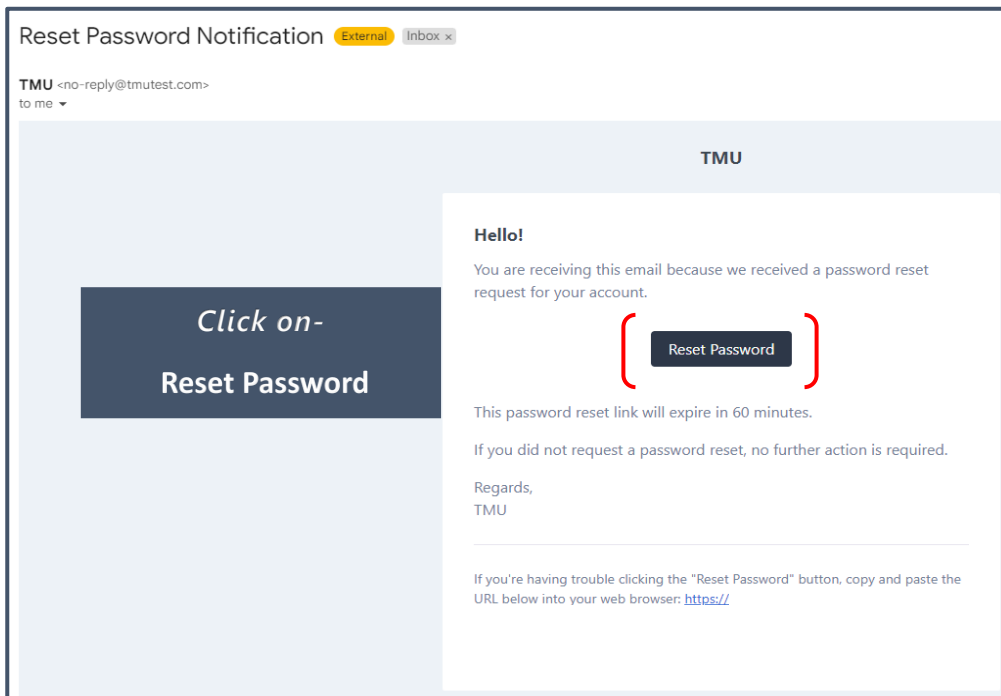 Reset Password Notification External Inbox ×
TMU <no-reply@tmutest.com>
to me
TMU
Hello!
You are receiving this email because we received a password reset
request for your account.
Click on-
Reset Password
Reset Password
This password reset link will expire in 60 minutes.
If you did not request a password reset, no further action is required.
Regards,
TMU
If you're having trouble clicking the "Reset Password" button, copy and paste the
URL below into your web browser: https://